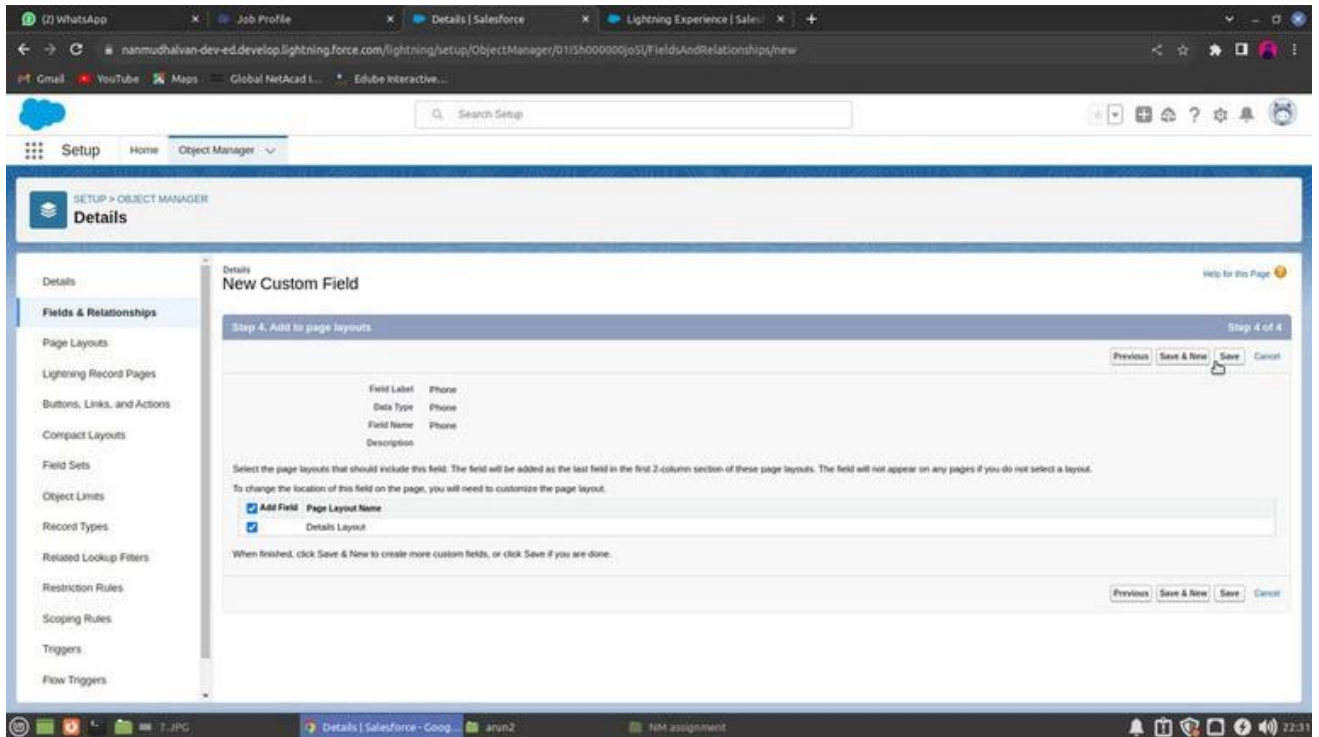 (2) WhatsApp
Job Profile
Details | Salesforce
Lightning Experience | Sales
nanmudhalvan-dev-ed.develop.lightning.force.com/lightning/setup/ObjectManager/
Gmail YouTube Maps Global NetAcad I... Edube Interactive...
Search Setup
Setup Home Object Manager
SETUP > OBJECT MANAGER
Details
Details
Fields & Relationships
Page Layouts
Lightning Record Pages
Buttons, Links, and Actions
Compact Layouts
Field Sets
Object Limits
Record Types
Related Lookup Filters
Restriction Rules
Scoping Rules
Triggers
Flow Triggers
Details
New Custom Field
Help for this Page
Step 4. Add to page layouts Step 4 of 4
Previous Save & New Save Cancel
Field Label Phone
Data Type Phone
Field Name Phone
Description
Select the page layouts that should include this field. The field will be added as the last field in the first 2-column section of these page layouts. The field will not appear on any pages if you do not select a layout.
To change the location of this field on the page, you will need to customize the page layout.
Add Field Page Layout Name
Details Layout
When finished, click Save & New to create more custom fields, or click Save if you are done.
Previous Save & New Save Cancel
7.JPG Details | Salesforce - Goog... arun2 NM assignment 22:31